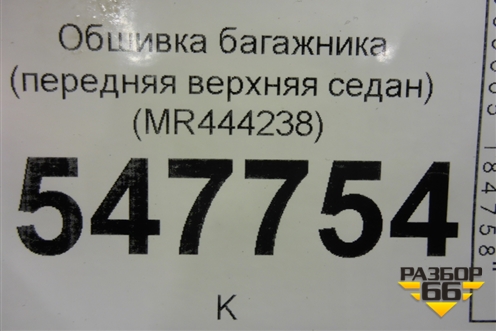 Обшивка багажника
(передняя верхняя седан)
(MR444238)
547754
К
РАЗБОР
66